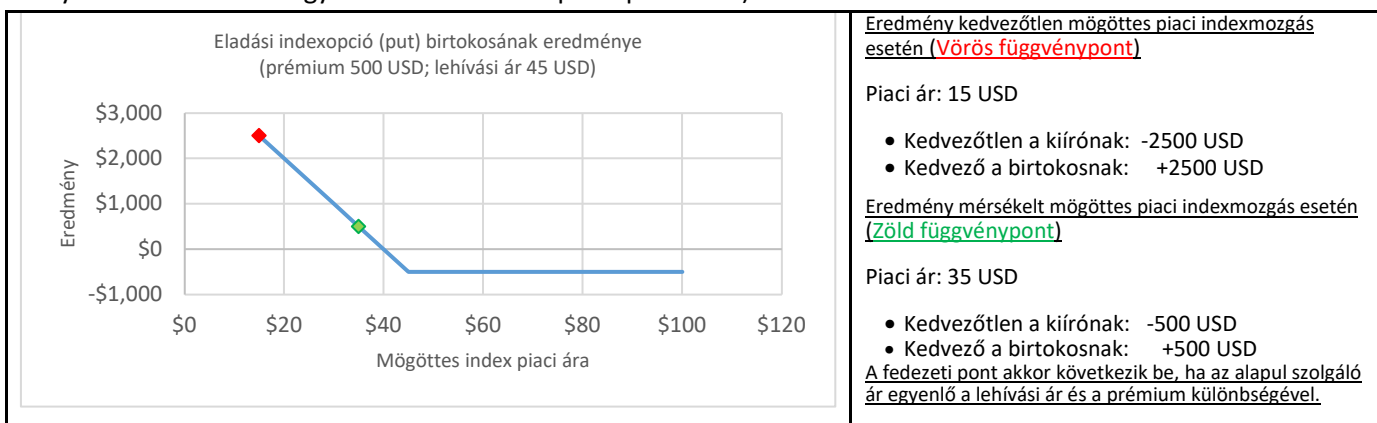 Eladási indexopció (put) birtokosának eredménye
(prémium 500 USD; lehívási ár 45 USD)
$3,000
$2,000
$1,000
$0
-$1,000
Eredmény
$0 $20 $40 $60 $80 $100 $120
Mögöttes index piaci ára
Eredmény kedvezőtlen mögöttes piaci indexmozgás
esetén (Vörös függvénypont)
Piaci ár: 15 USD
• Kedvezőtlen a kiírónak: -2500 USD
• Kedvező a birtokosnak: +2500 USD
Eredmény mérsékelt mögöttes piaci indexmozgás esetén
(Zöld függvénypont)
Piaci ár: 35 USD
• Kedvezőtlen a kiírónak: -500 USD
• Kedvező a birtokosnak: +500 USD
A fedezeti pont akkor következik be, ha az alapul szolgáló
ár egyenlő a lehívási ár és a prémium különbségével.